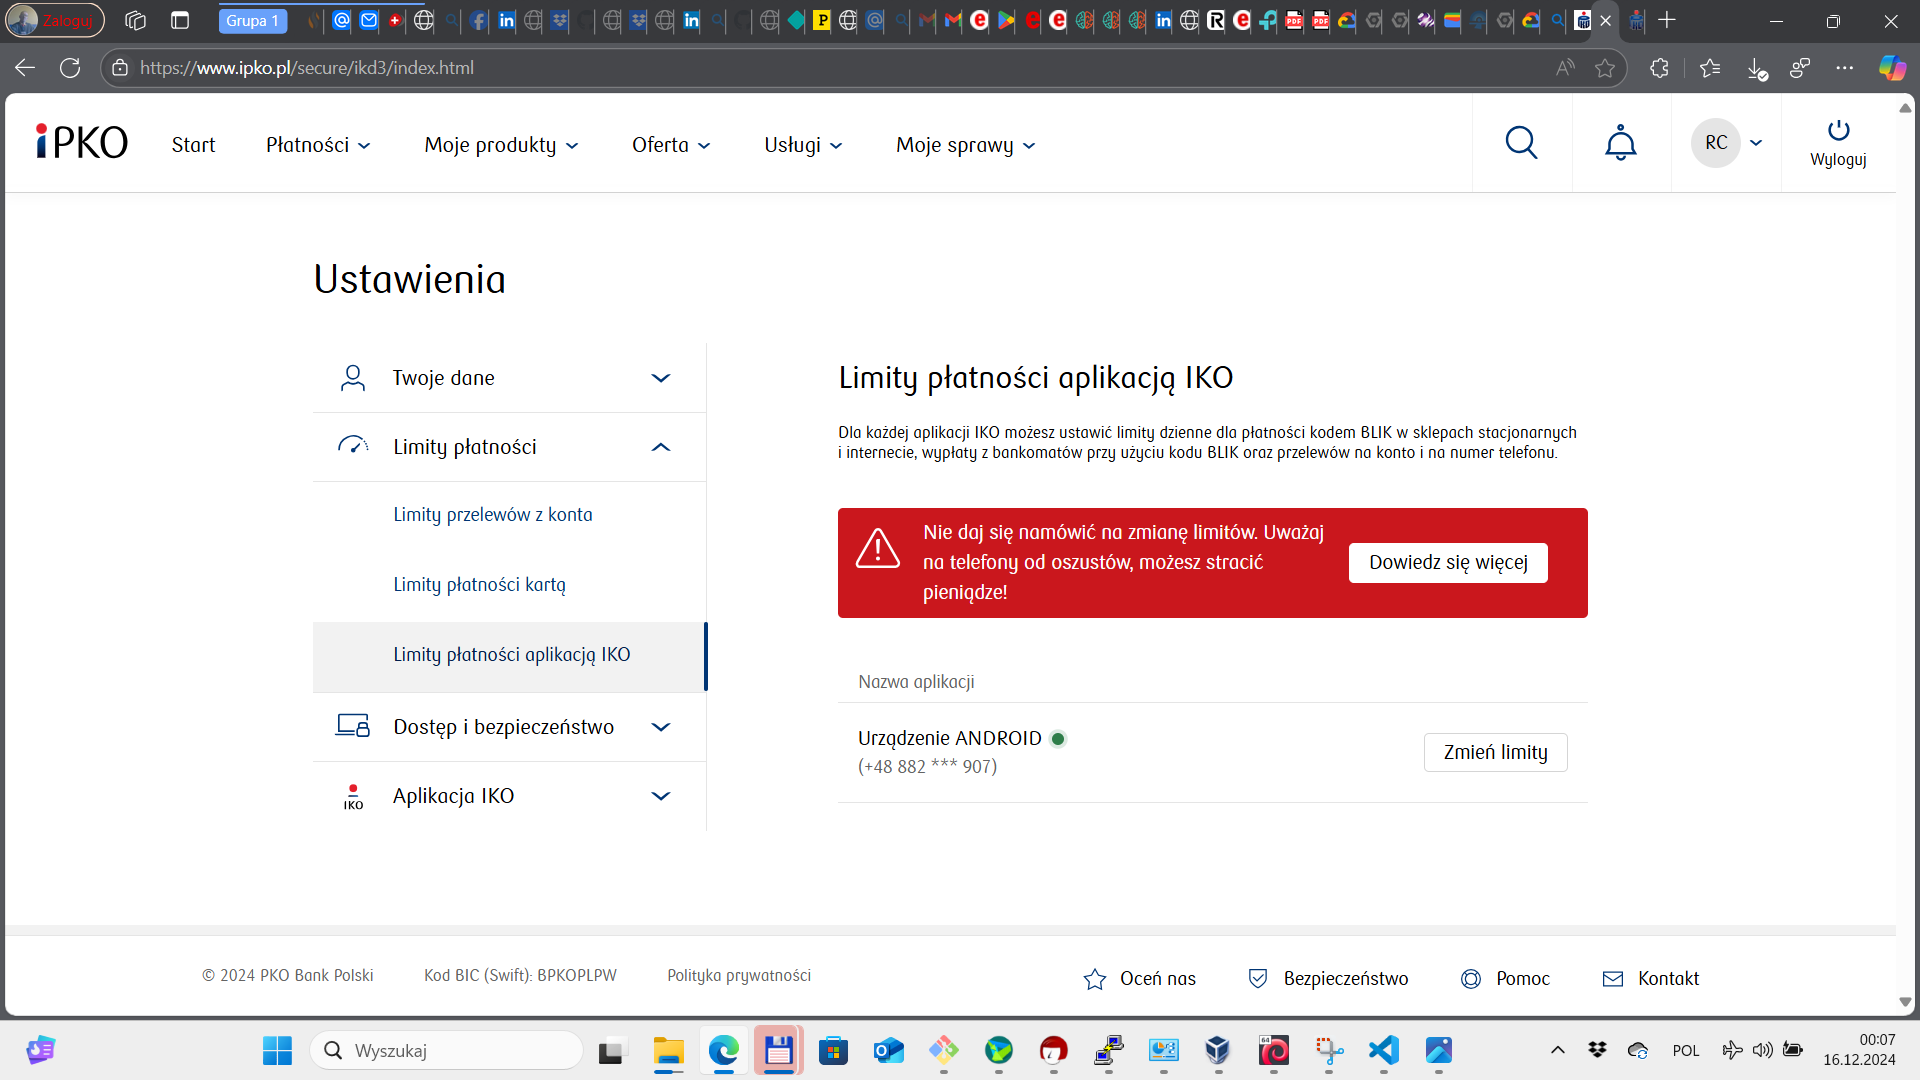 Zaloguj
Grupa 1
https://www.ipko.pl/secure/ikd3/index.html
iPKO
Start
Płatności
Moje produkty
Oferta
Usługi
Moje sprawy
RC
Wyloguj
Ustawienia
Twoje dane
Limity płatności
Limity przelewów z konta
Limity płatności kartą
Limity płatności aplikacją IKO
Dostęp i bezpieczeństwo
IKO
Aplikacja IKO
Limity płatności aplikacją IKO
Dla każdej aplikacji IKO możesz ustawić limity dzienne dla płatności kodem BLIK w sklepach stacjonarnych
i internecie, wypłaty z bankomatów przy użyciu kodu BLIK oraz przelewów na konto i na numer telefonu.
Nie daj się namówić na zmianę limitów. Uważaj
na telefony od oszustów, możesz stracić
pieniądze!
Dowiedz się więcej
Nazwa aplikacji
Urządzenie ANDROID
(+48 882 *** 907)
Zmień limity
© 2024 PKO Bank Polski
Kod BIC (Swift): BPKOPLPW
Polityka prywatności
Oceń nas
Bezpieczeństwo
Pomoc
Kontakt
Wyszukaj
64
POL
00:07
16.12.2024